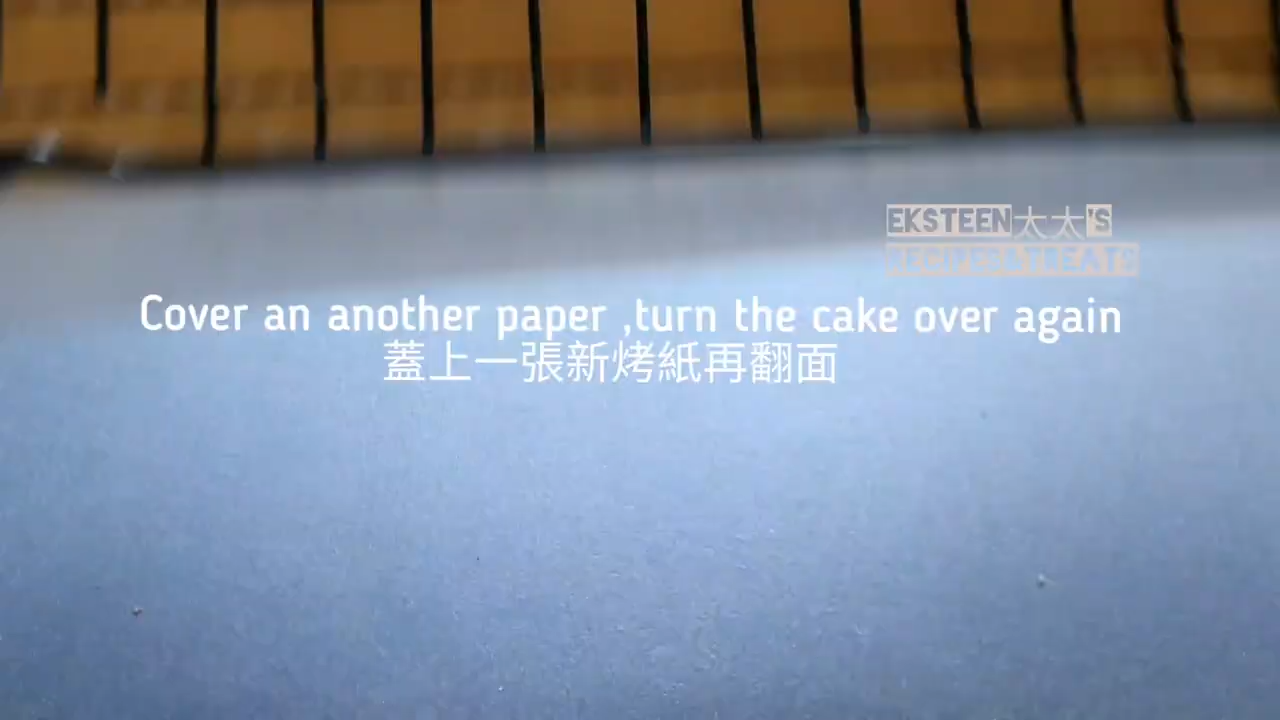 EKSTEEN太太'S
RECIPES&TREATS
Cover an another paper ,turn the cake over again
蓋上一張新烤紙再翻面